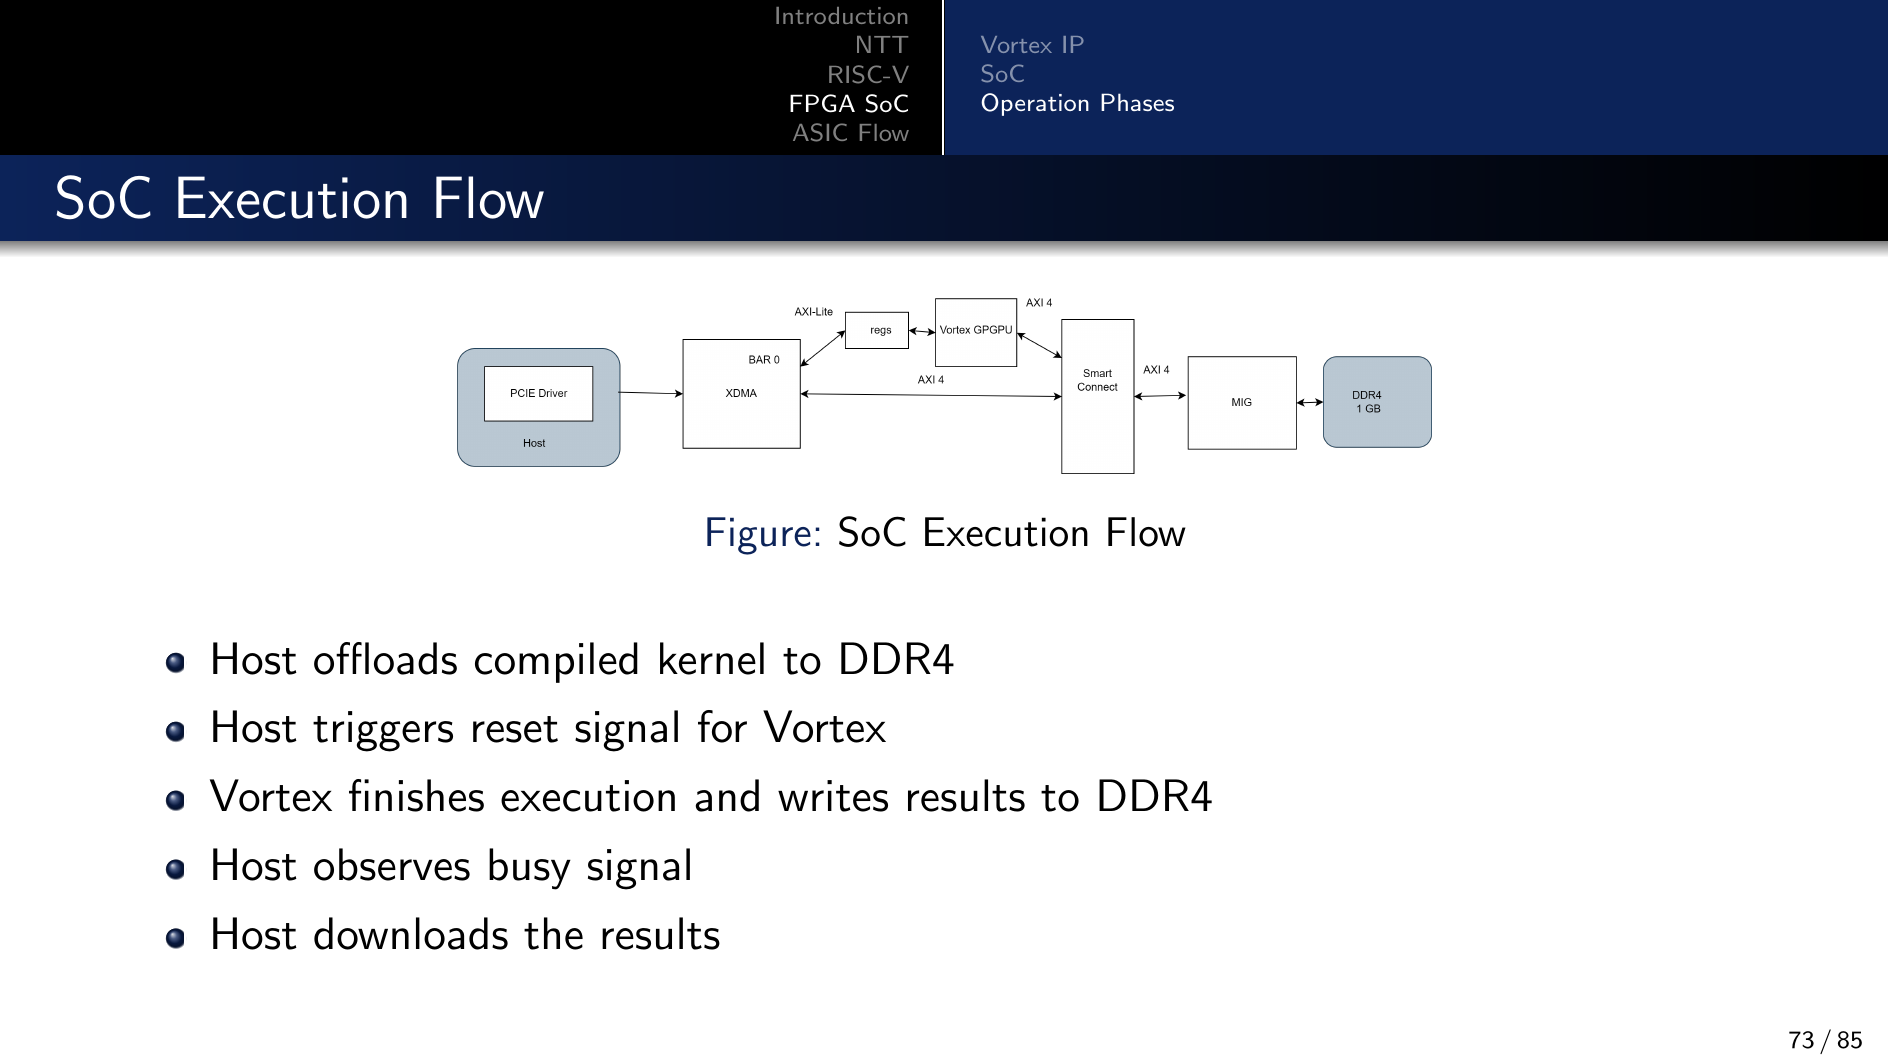 Introduction
NTT
RISC-V
FPGA SoC
ASIC Flow
Vortex IP
SoC
Operation Phases
SoC Execution Flow
PCIE Driver
Host
BAR 0
XDMA
AXI-Lite
regs
Vortex GPGPU
AXI 4
AXI 4
Smart
Connect
AXI 4
MIG
DDR4
1 GB
Figure: SoC Execution Flow
Host offloads compiled kernel to DDR4
Host triggers reset signal for Vortex
Vortex finishes execution and writes results to DDR4
Host observes busy signal
Host downloads the results
73 / 85